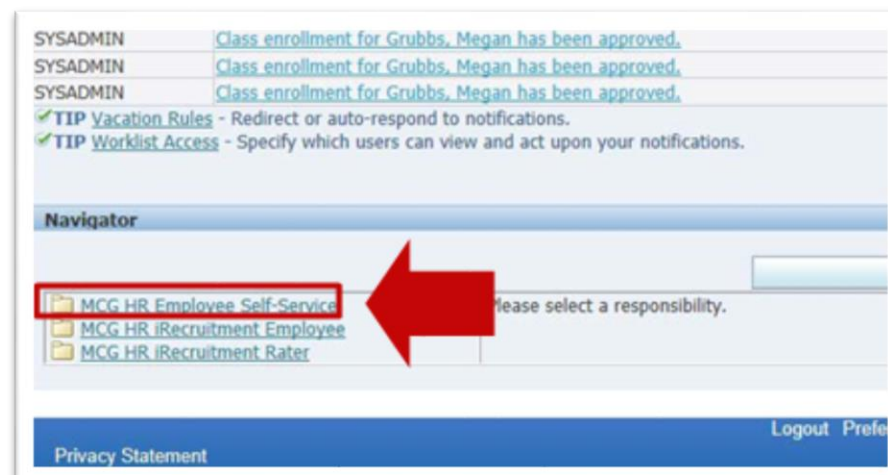 SYSADMIN Class enrollment for Grubbs, Megan has been approved.
SYSADMIN Class enrollment for Grubbs, Megan has been approved.
SYSADMIN Class enrollment for Grubbs, Megan has been approved.
TIP Vacation Rules - Redirect or auto-respond to notifications.
TIP Worklist Access - Specify which users can view and act upon your notifications.
Navigator
MCG HR Employee Self-Service Please select a responsibility.
MCG HR iRecruitment Employee
MCG HR iRecruitment Rater
Logout Prefe
Privacy Statement